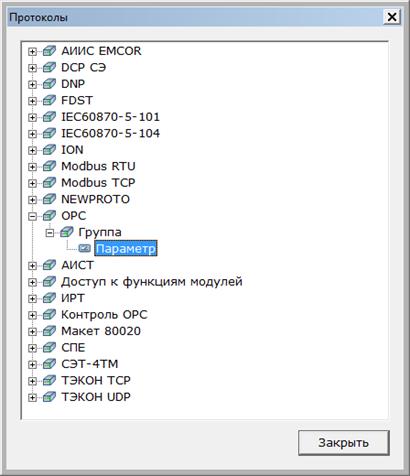 Протоколы
АИИС EMCOR
DCP СЭ
DNP
FDST
IEC60870-5-101
IEC60870-5-104
ION
Modbus RTU
Modbus TCP
NEWPROTO
OPC
Группа
Параметр
АИСТ
Доступ к функциям модулей
ИРТ
Контроль OPC
Макет 80020
СПЕ
СЭТ-4ТМ
ТЭКОН TCP
ТЭКОН UDP
Закрыть